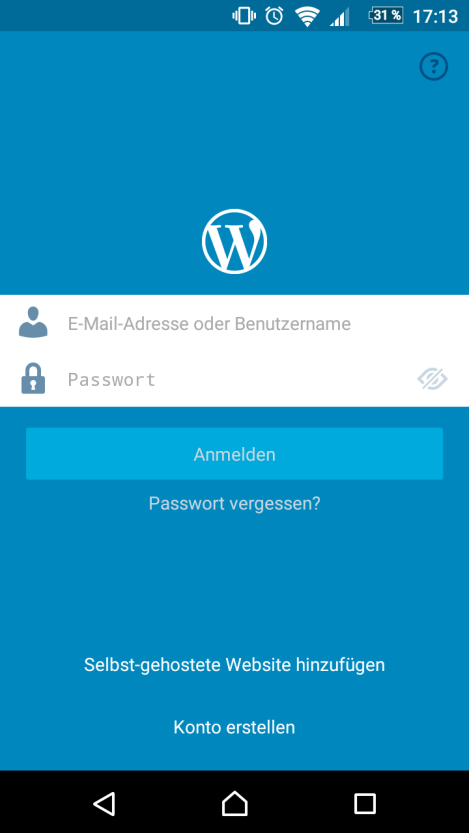 31 % 17:13
?
E-Mail-Adresse oder Benutzername
Passwort
Anmelden
Passwort vergessen?
Selbst-gehostete Website hinzufügen
Konto erstellen